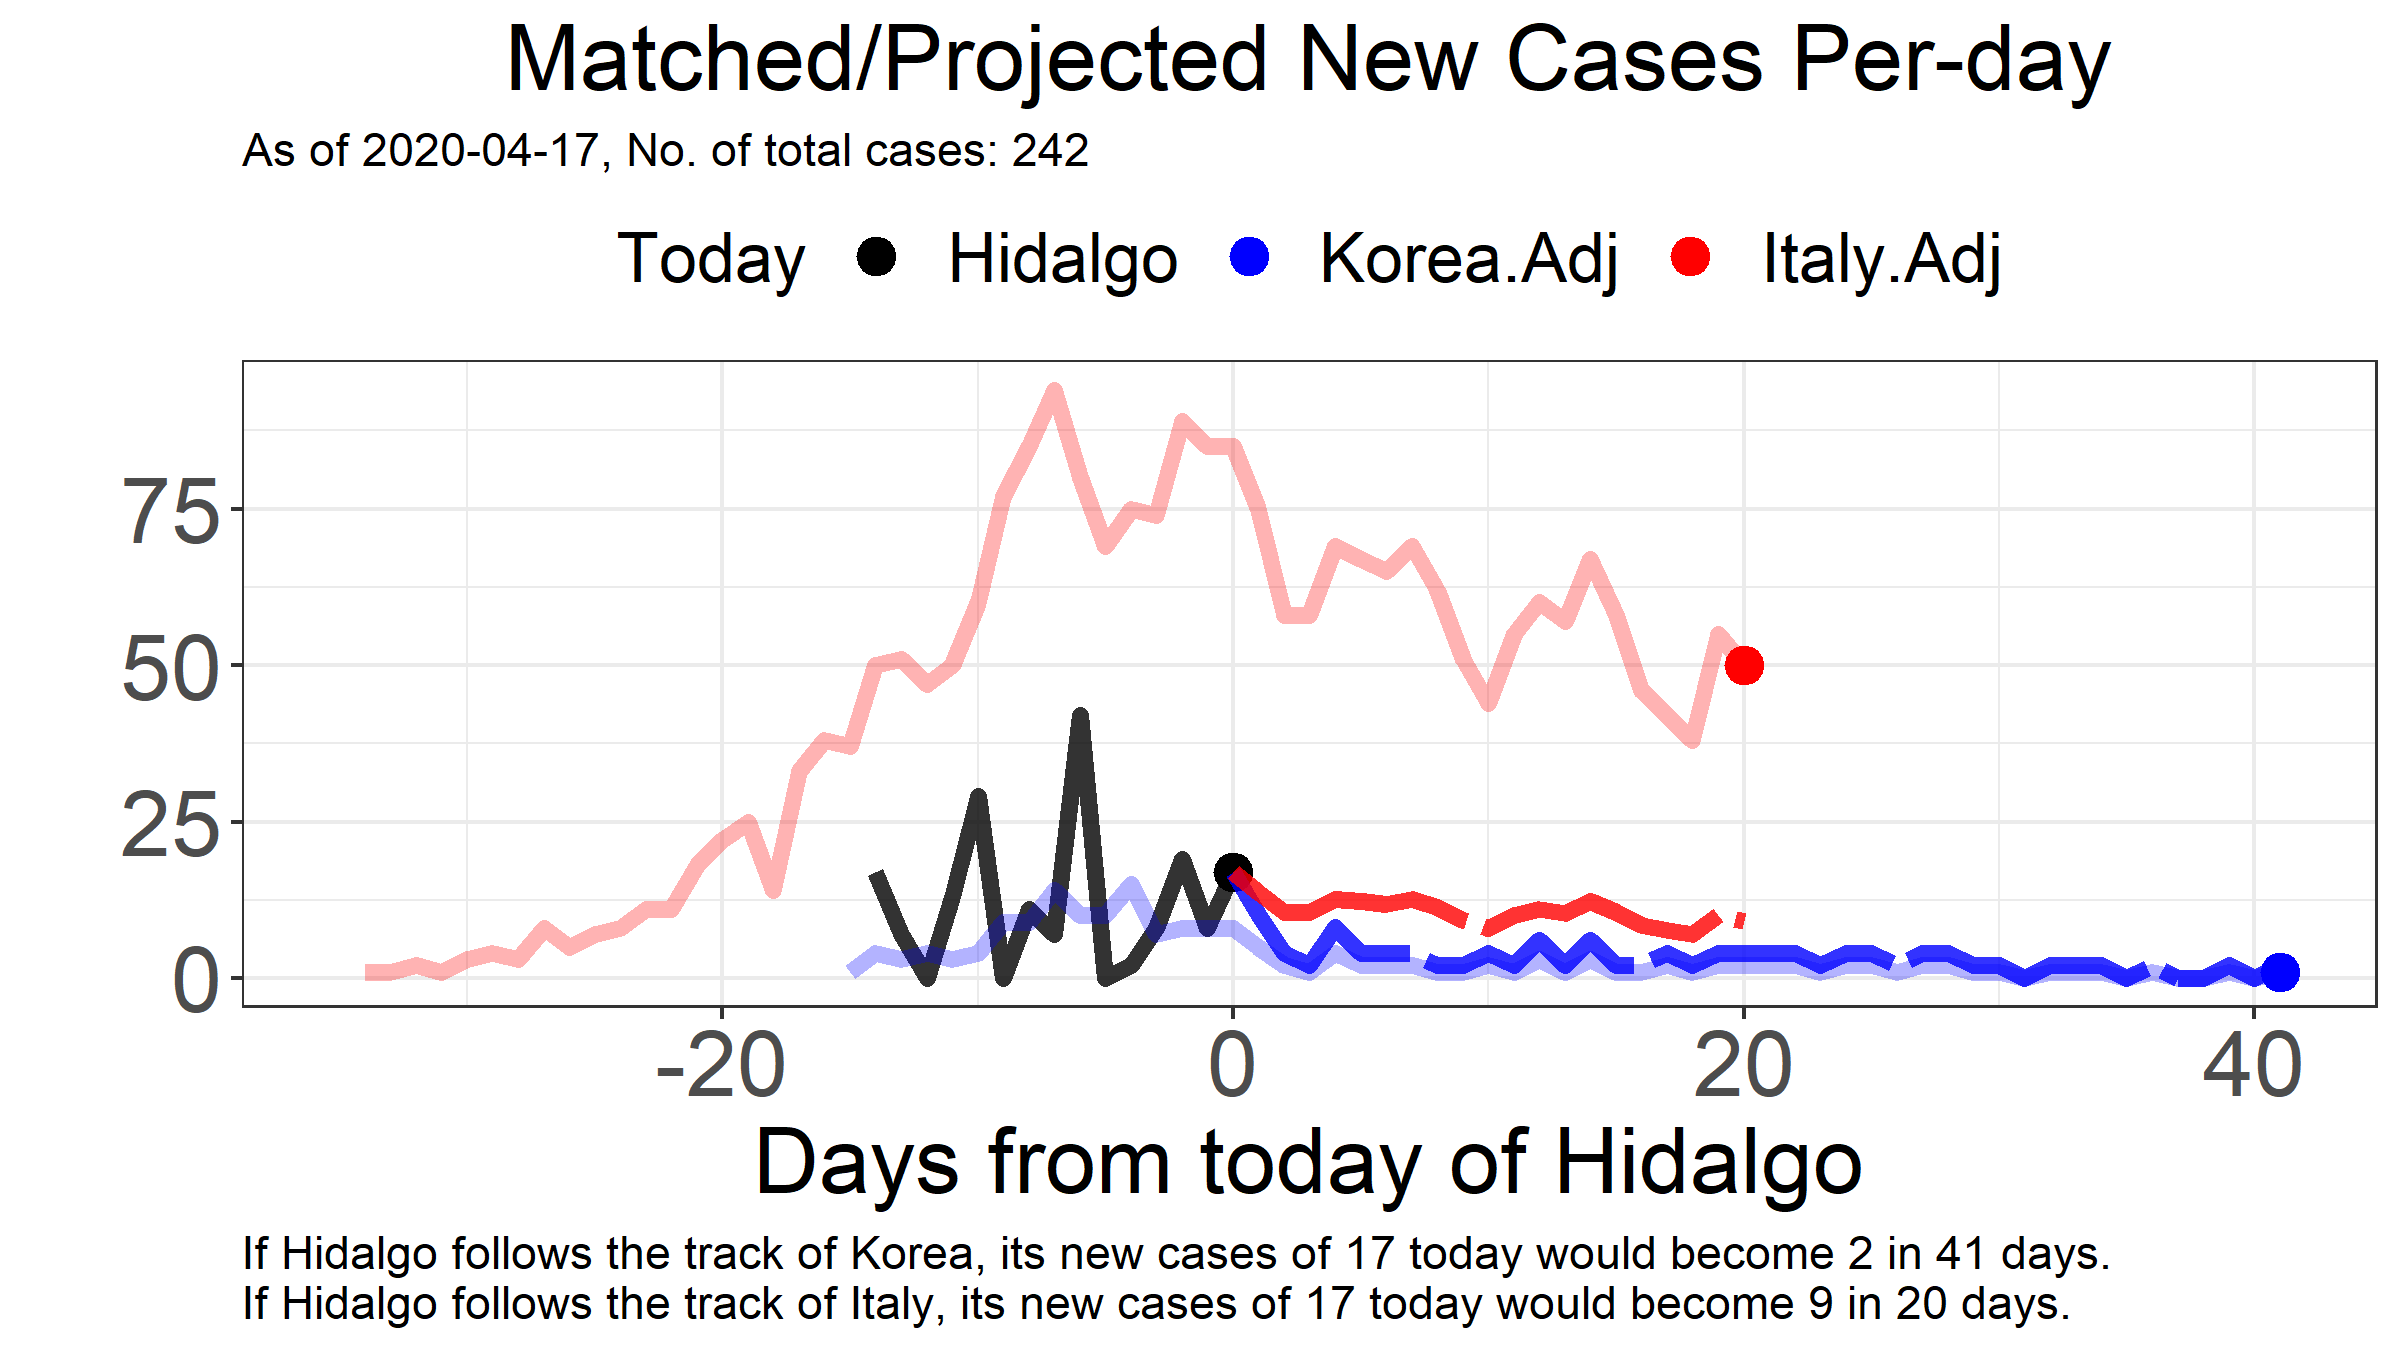 Matched/Projected New Cases Per-day
As of 2020-04-17, No. of total cases: 242
Today Hidalgo Korea.Adj Italy.Adj
75
50
25
0
-20 0 20 40
Days from today of Hidalgo
If Hidalgo follows the track of Korea, its new cases of 17 today would become 2 in 41 days.
If Hidalgo follows the track of Italy, its new cases of 17 today would become 9 in 20 days.